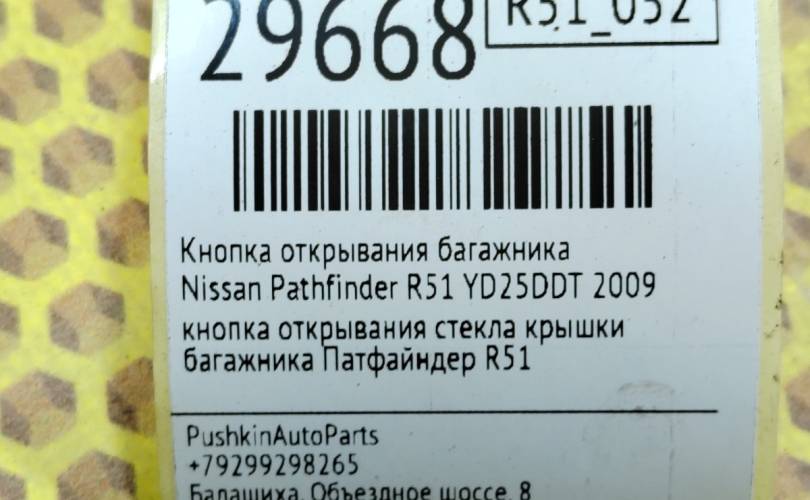 29668
R51_052
Кнопка открывания багажника
Nissan Pathfinder R51 YD25DDT 2009
кнопка открывания стекла крышки
багажника Патфайндер R51
PushkinAutoParts
+79299298265
Балашиха, Объездное шоссе, 8